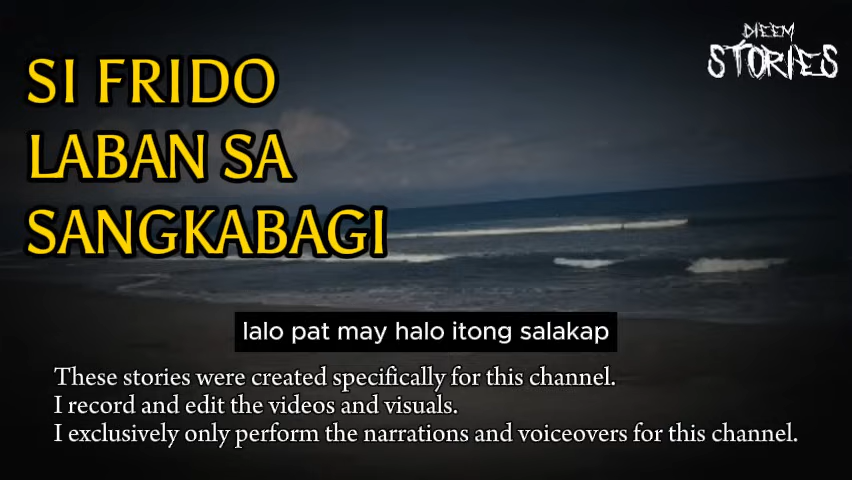 SI FRIDO
LABAN SA
SANGKABAGI
DIEEM
STORIES
lalo pat may halo itong salakap
These stories were created specifically for this channel.
I record and edit the videos and visuals.
I exclusively only perform the narrations and voiceovers for this channel.